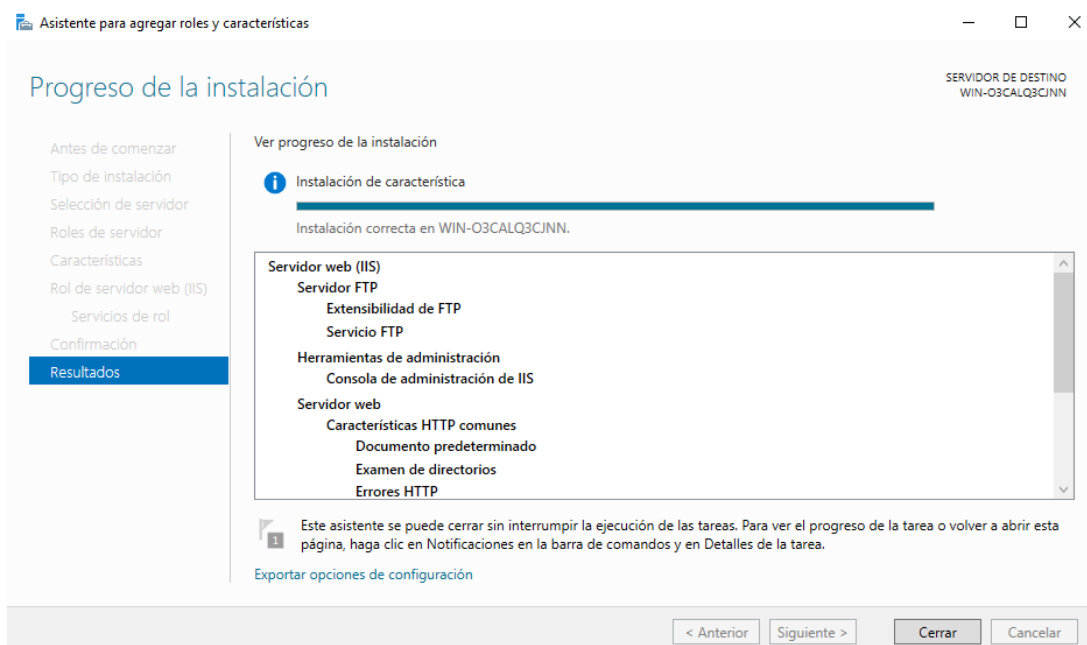 Asistente para agregar roles y características
Progreso de la instalación
SERVIDOR DE DESTINO
WIN-O3CALQ3CJNN
Antes de comenzar
Tipo de instalación
Selección de servidor
Roles de servidor
Características
Rol de servidor web (IIS)
Servicios de rol
Confirmación
Resultados
Ver progreso de la instalación
Instalación de característica
Instalación correcta en WIN-O3CALQ3CJNN.
Servidor web (IIS)
Servidor FTP
Extensibilidad de FTP
Servicio FTP
Herramientas de administración
Consola de administración de IIS
Servidor web
Características HTTP comunes
Documento predeterminado
Examen de directorios
Errores HTTP
1
Este asistente se puede cerrar sin interrumpir la ejecución de las tareas. Para ver el progreso de la tarea o volver a abrir esta
página, haga clic en Notificaciones en la barra de comandos y en Detalles de la tarea.
Exportar opciones de configuración
< Anterior
Siguiente >
Cerrar
Cancelar